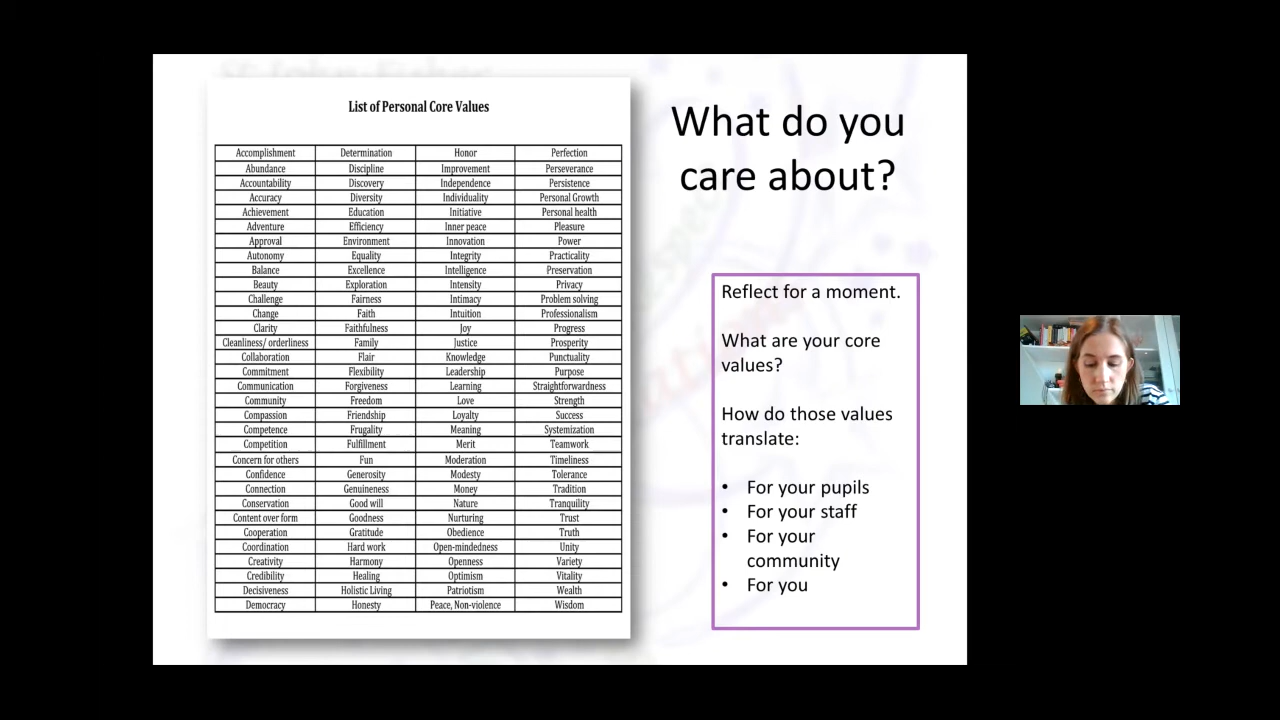 List of Personal Core Values
Accomplishment Determination Honor Perfection
Abundance Discipline Improvement Perseverance
Accountability Discovery Independence Persistence
Accuracy Diversity Individuality Personal Growth
Achievement Education Initiative Personal health
Adventure Efficiency Inner peace Pleasure
Approval Environment Innovation Power
Autonomy Equality Integrity Practicality
Balance Excellence Intelligence Preservation
Beauty Exploration Intensity Privacy
Challenge Fairness Intimacy Problem solving
Change Faith Intuition Professionalism
Clarity Faithfulness Joy Progress
Cleanliness/ orderliness Family Justice Prosperity
Collaboration Flair Knowledge Punctuality
Commitment Flexibility Leadership Purpose
Communication Forgiveness Learning Straightforwardness
Community Freedom Love Strength
Compassion Friendship Loyalty Success
Competence Frugality Meaning Systemization
Competition Fulfillment Merit Teamwork
Concern for others Fun Moderation Timeliness
Confidence Generosity Modesty Tolerance
Connection Genuineness Money Tradition
Conservation Good will Nature Tranquility
Content over form Goodness Nurturing Trust
Cooperation Gratitude Obedience Truth
Coordination Hard work Open-mindedness Unity
Creativity Harmony Openness Variety
Credibility Healing Optimism Vitality
Decisiveness Holistic Living Patriotism Wealth
Democracy Honesty Peace, Non-violence Wisdom
What do you
care about?
Reflect for a moment.
What are your core
values?
How do those values
translate:
• For your pupils
• For your staff
• For your
community
• For you